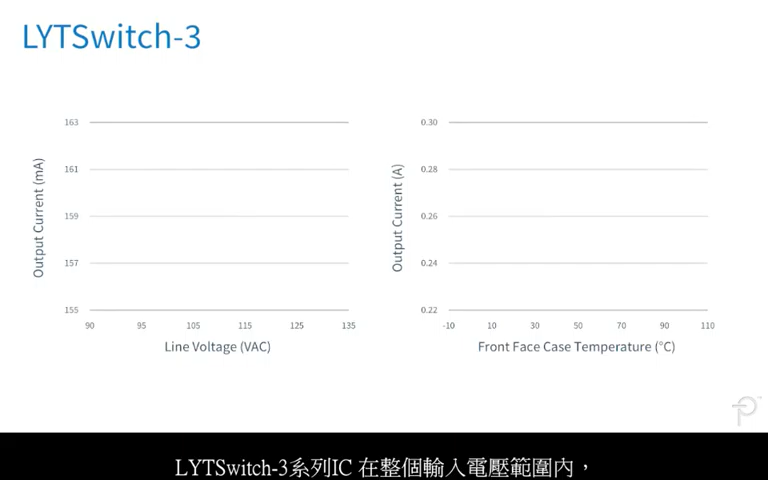 LYTSwitch-3
Output Current (mA)
163
161
159
157
155
90 95 105 115 125 135
Line Voltage (VAC)
Output Current (A)
0.30
0.28
0.26
0.24
0.22
-10 10 30 50 70 90 110
Front Face Case Temperature (°C)
LYTSwitch-3系列IC 在整個輸入電壓範圍內，